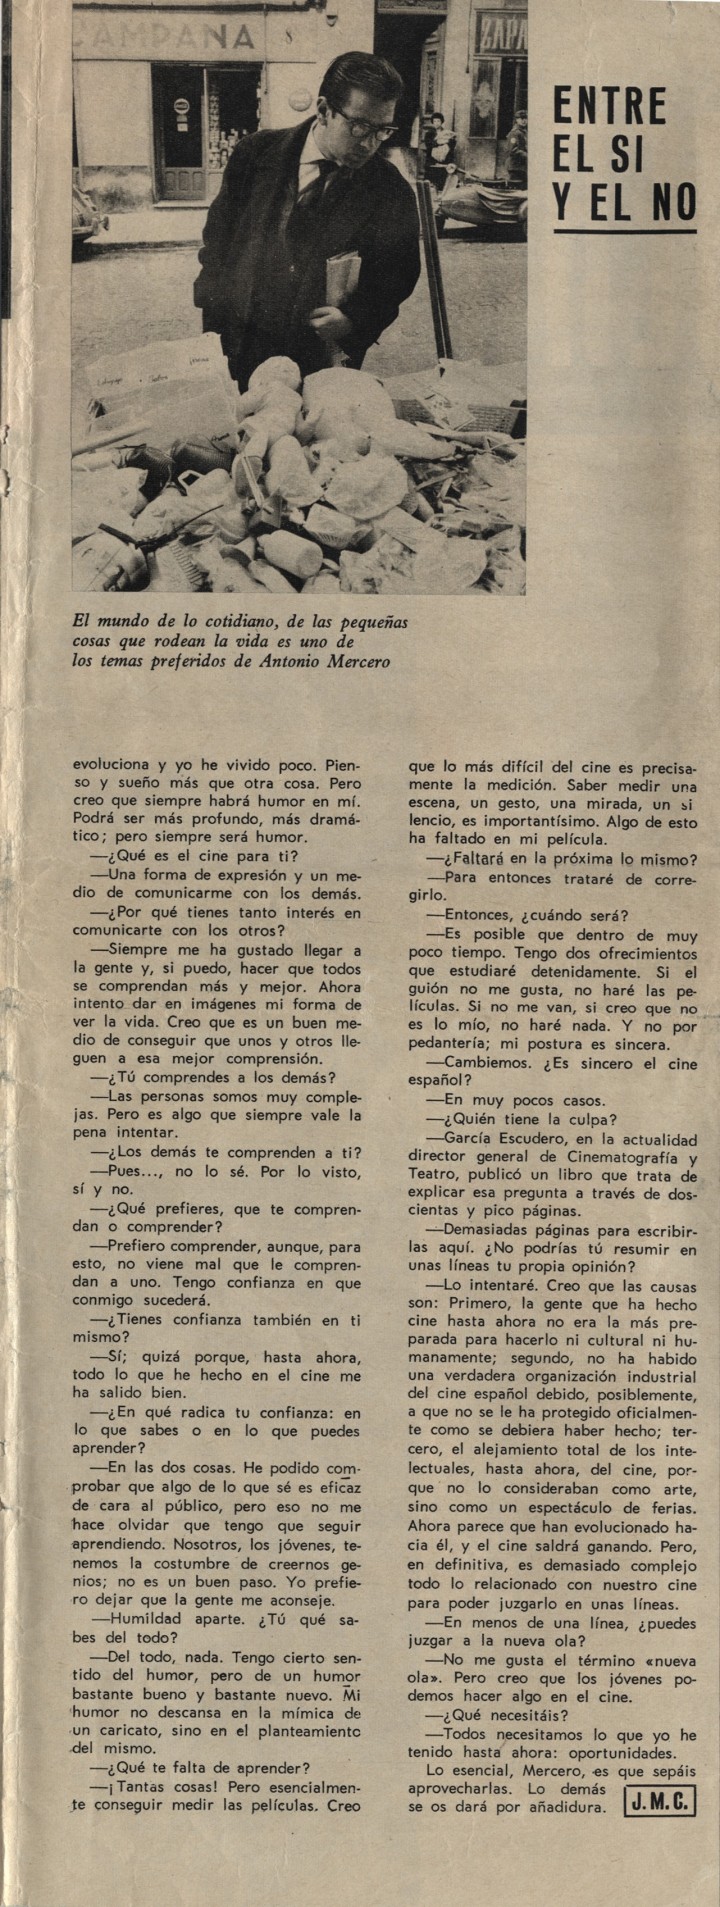 CAMPANA
ZAPA
ENTRE
EL SI
Y EL NO
El mundo de lo cotidiano, de las pequeñas
cosas que rodean la vida es uno de
los temas preferidos de Antonio Mercero
evoluciona y yo he vivido poco. Pien-
so y sueño más que otra cosa. Pero
creo que siempre habrá humor en mí.
Podrá ser más profundo, más dramá-
tico; pero siempre será humor.
—¿Qué es el cine para ti?
—Una forma de expresión y un me-
dio de comunicarme con los demás.
—¿Por qué tienes tanto interés en
comunicarte con los otros?
—Siempre me ha gustado llegar a
la gente y, si puedo, hacer que todos
se comprendan más y mejor. Ahora
intento dar en imágenes mi forma de
ver la vida. Creo que es un buen me-
dio de conseguir que unos y otros lle-
guen a esa mejor comprensión.
—¿Tú comprendes a los demás?
—Las personas somos muy comple-
jas. Pero es algo que siempre vale la
pena intentar.
—¿Los demás te comprenden a ti?
—Pues..., no lo sé. Por lo visto,
sí y no.
—¿Qué prefieres, que te compren-
dan o comprender?
—Prefiero comprender, aunque, para
esto, no viene mal que le compren-
dan a uno. Tengo confianza en que
conmigo sucederá.
—¿Tienes confianza también en ti
mismo?
—Sí; quizá porque, hasta ahora,
todo lo que he hecho en el cine me
ha salido bien.
—¿En qué radica tu confianza: en
lo que sabes o en lo que puedes
aprender?
—En las dos cosas. He podido com-
probar que algo de lo que sé es eficaz
de cara al público, pero eso no me
hace olvidar que tengo que seguir
aprendiendo. Nosotros, los jóvenes, te-
nemos la costumbre de creernos ge-
nios; no es un buen paso. Yo prefie-
ro dejar que la gente me aconseje.
—Humildad aparte. ¿Tú qué sa-
bes del todo?
—Del todo, nada. Tengo cierto sen-
tido del humor, pero de un humor
bastante bueno y bastante nuevo. Mi
humor no descansa en la mímica de
un caricato, sino en el planteamiento
del mismo.
—¿Qué te falta de aprender?
—¡Tantas cosas! Pero esencialmen-
te conseguir medir las películas. Creo
que lo más difícil del cine es precisa-
mente la medición. Saber medir una
escena, un gesto, una mirada, un si
lencio, es importantísimo. Algo de esto
ha faltado en mi película.
—¿Faltará en la próxima lo mismo?
—Para entonces trataré de corre-
girlo.
—Entonces, ¿cuándo será?
—Es posible que dentro de muy
poco tiempo. Tengo dos ofrecimientos
que estudiaré detenidamente. Si el
guión no me gusta, no haré las pe-
lículas. Si no me van, si creo que no
es lo mío, no haré nada. Y no por
pedantería; mi postura es sincera.
—Cambiemos. ¿Es sincero el cine
español?
—En muy pocos casos.
—¿Quién tiene la culpa?
—García Escudero, en la actualidad
director general de Cinematografía y
Teatro, publicó un libro que trata de
explicar esa pregunta a través de dos-
cientas y pico páginas.
—Demasiadas páginas para escribir-
las aquí. ¿No podrías tú resumir en
unas líneas tu propia opinión?
—Lo intentaré. Creo que las causas
son: Primero, la gente que ha hecho
cine hasta ahora no era la más pre-
parada para hacerlo ni cultural ni hu-
manamente; segundo, no ha habido
una verdadera organización industrial
del cine español debido, posiblemente,
a que no se le ha protegido oficialmen-
te como se debiera haber hecho; ter-
cero, el alejamiento total de los inte-
lectuales, hasta ahora, del cine, por-
que no lo consideraban como arte,
sino como un espectáculo de ferias.
Ahora parece que han evolucionado ha-
cia él, y el cine saldrá ganando. Pero,
en definitiva, es demasiado complejo
todo lo relacionado con nuestro cine
para poder juzgarlo en unas líneas.
—En menos de una línea, ¿puedes
juzgar a la nueva ola?
—No me gusta el término «nueva
ola». Pero creo que los jóvenes po-
demos hacer algo en el cine.
—¿Qué necesitáis?
—Todos necesitamos lo que yo he
tenido hasta ahora: oportunidades.
Lo esencial, Mercero, es que sepáis
aprovecharlas. Lo demás
se os dará por añadidura.
J.M.C.